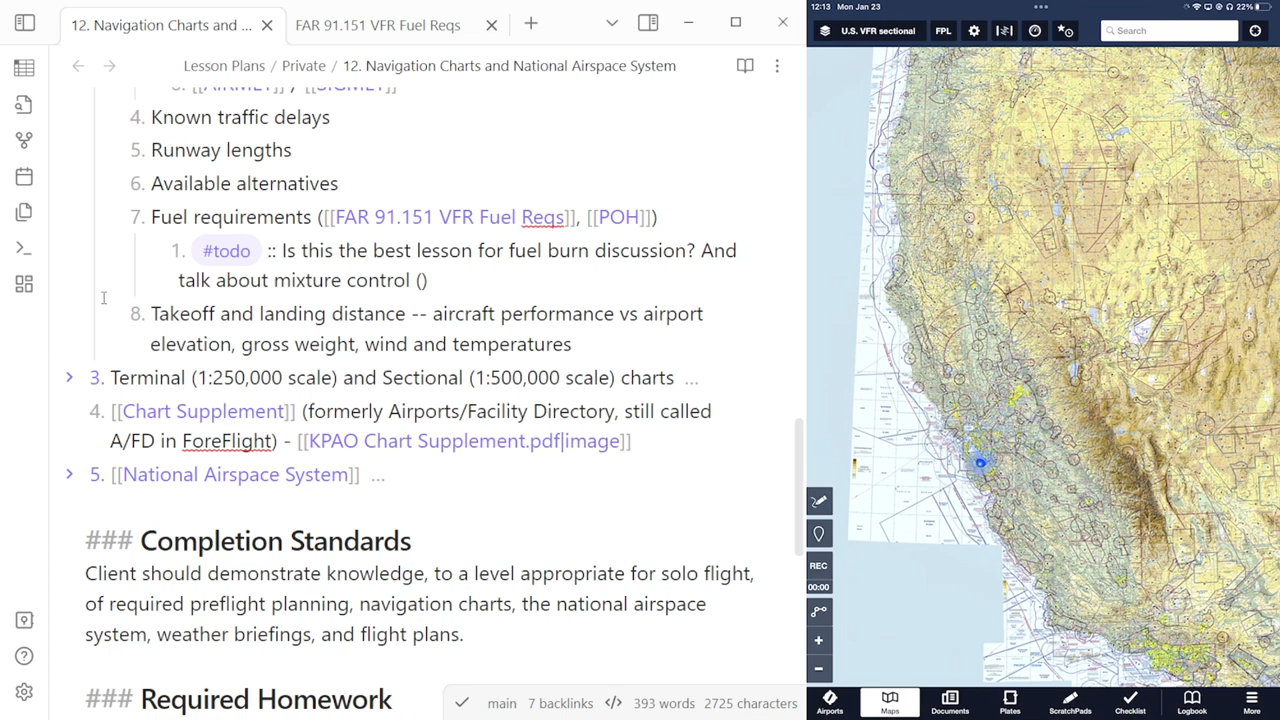 12. Navigation Charts and ...
FAR 91.151 VFR Fuel Reqs
Lesson Plans / Private / 12. Navigation Charts and National Airspace System
[[AIRMET]] / [[SIGMET]]
4. Known traffic delays
5. Runway lengths
6. Available alternatives
7. Fuel requirements ([[FAR 91.151 VFR Fuel Reqs]], [[POH]])
1. #todo :: Is this the best lesson for fuel burn discussion? And
talk about mixture control ()
8. Takeoff and landing distance -- aircraft performance vs airport
elevation, gross weight, wind and temperatures
3. Terminal (1:250,000 scale) and Sectional (1:500,000 scale) charts ...
4. [[Chart Supplement]] (formerly Airports/Facility Directory, still called
A/FD in ForeFlight) - [[KPAO Chart Supplement.pdf|image]]
5. [[National Airspace System]] ...
### Completion Standards
Client should demonstrate knowledge, to a level appropriate for solo flight,
of required preflight planning, navigation charts, the national airspace
system, weather briefings, and flight plans.
### Required Homework
main 7 backlinks 393 words 2725 characters
12:13 Mon Jan 23
22%
U.S. VFR sectional
FPL
Search
REC
00:00
Airports
Maps
Documents
Plates
ScratchPads
Checklist
Logbook
More